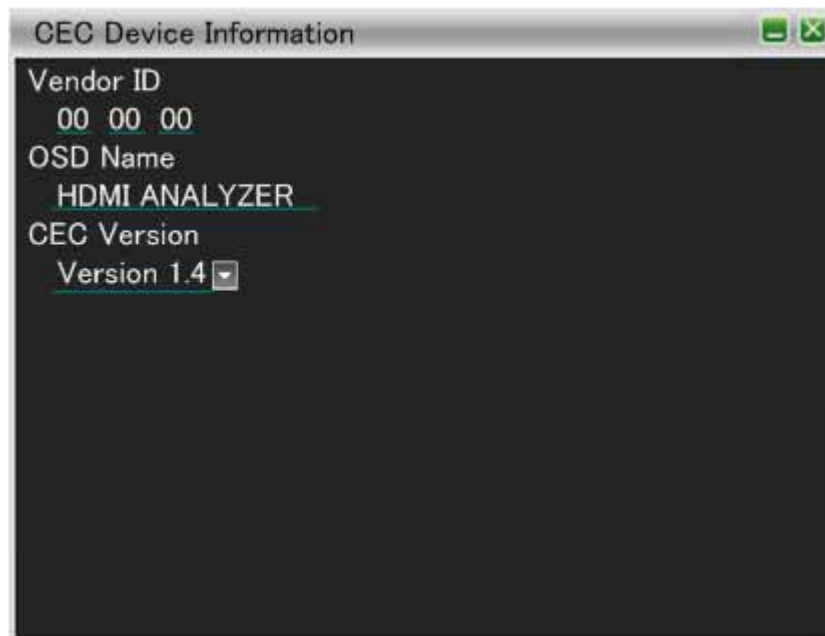 CEC Device Information
Vendor ID
00 00 00
OSD Name
HDMI ANALYZER
CEC Version
Version 1.4